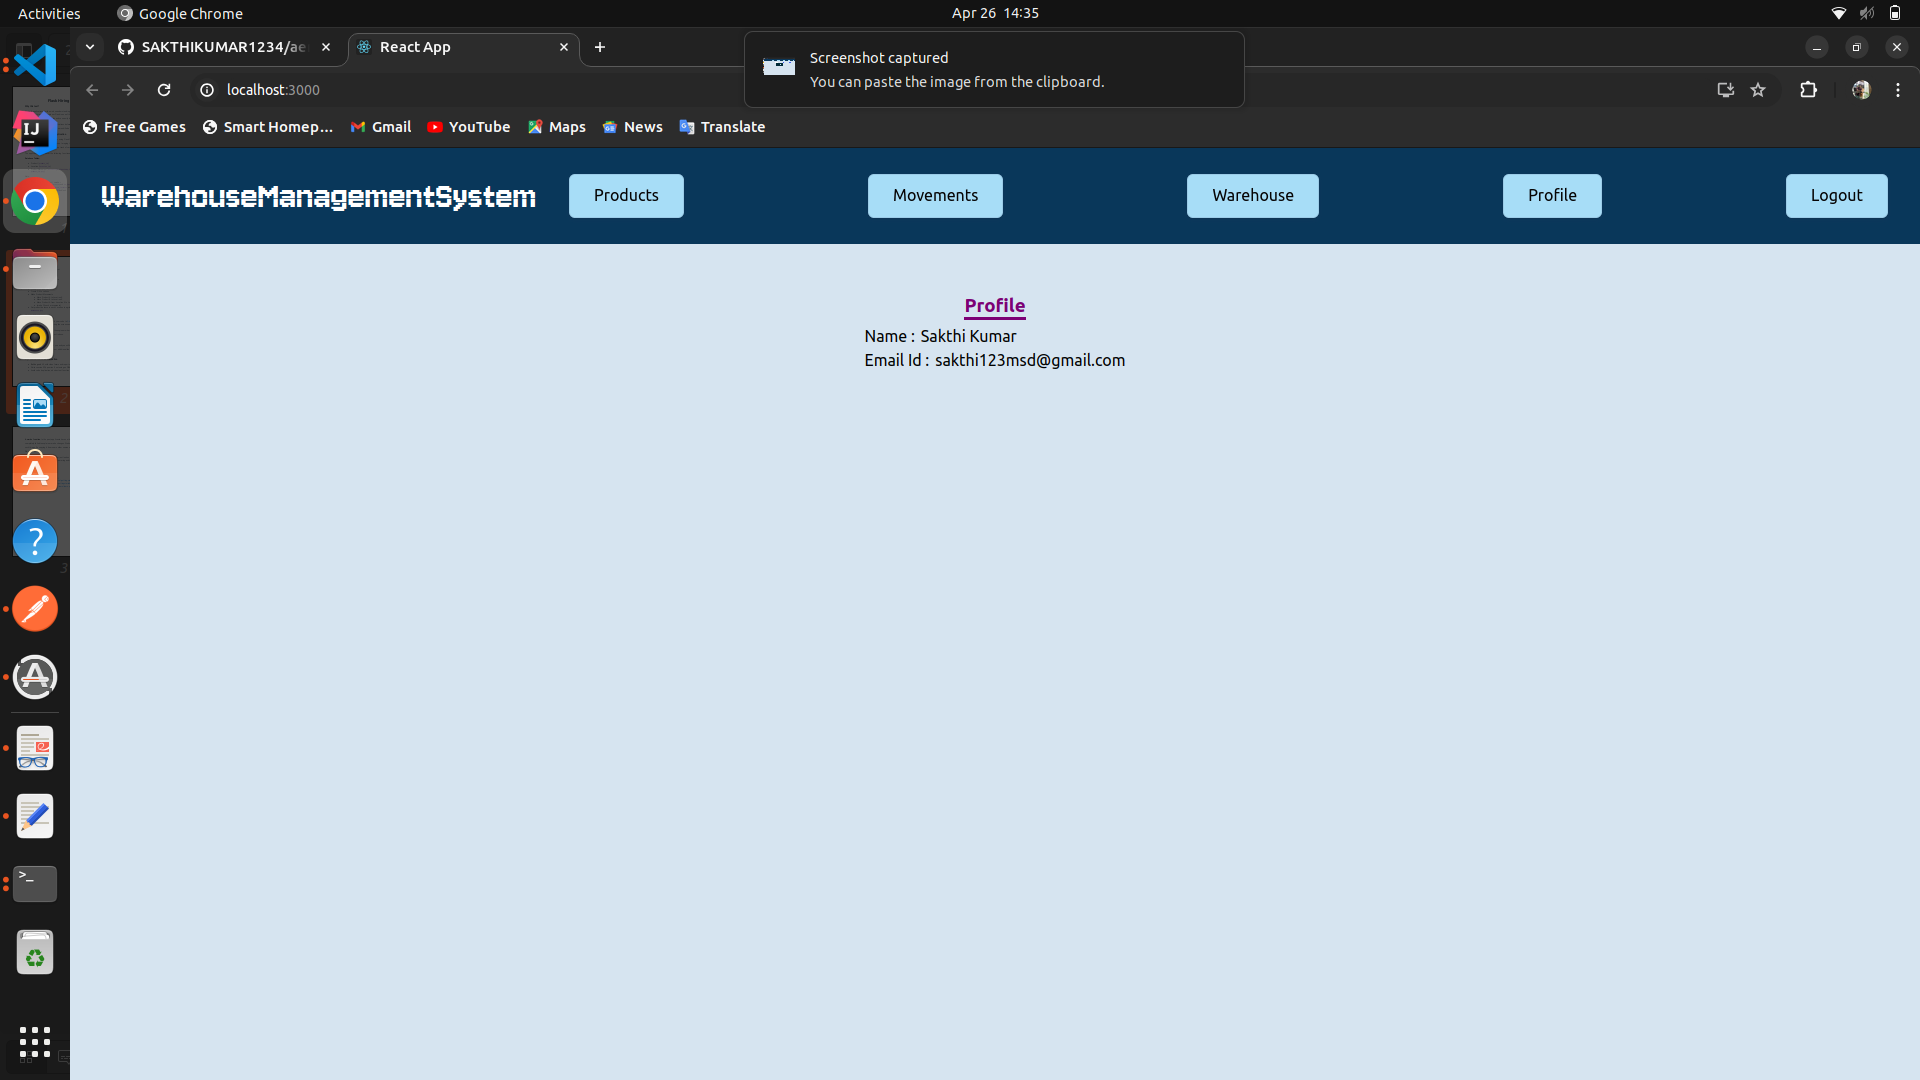 Activities
Google Chrome
Apr 26 14:35
SAKTHIKUMAR1234/ae
React App
Screenshot captured
You can paste the image from the clipboard.
localhost:3000
Free Games
Smart Homep...
Gmail
YouTube
Maps
News
Translate
WarehouseManagementSystem
Products
Movements
Warehouse
Profile
Logout
Profile
Name : Sakthi Kumar
Email Id : sakthi123msd@gmail.com